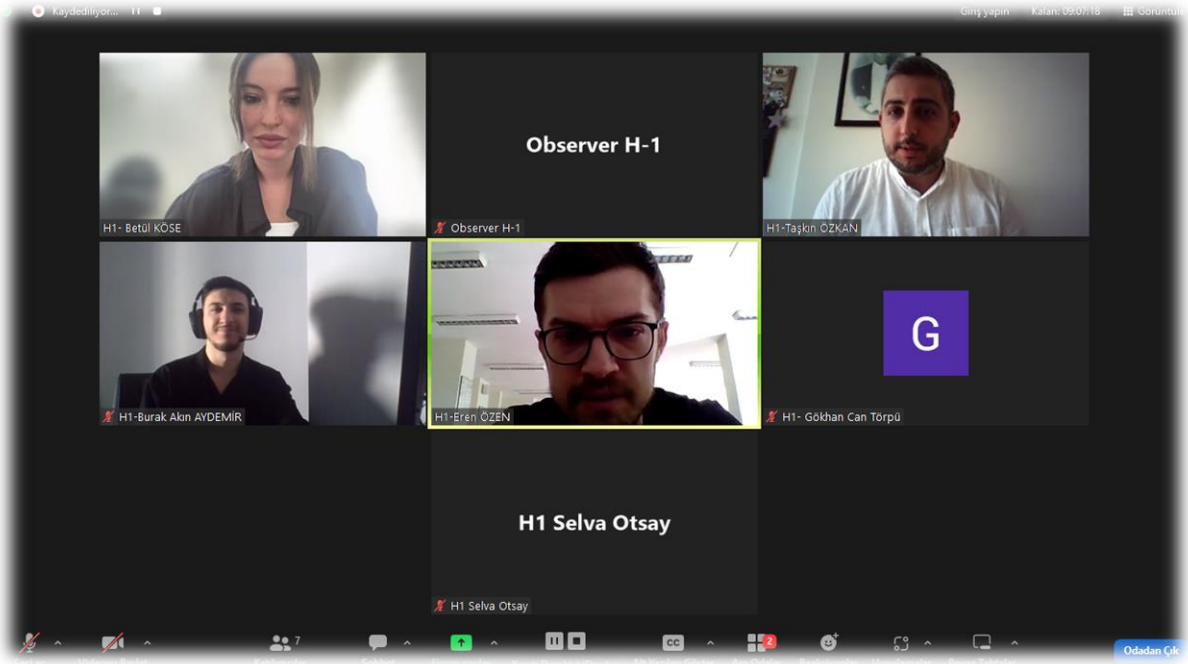 Kaydediliyor...
Giriş yapın
Kalan: 09:07:18
Görüntüle
H1- Betül KÖSE
Observer H-1
Observer H-1
H1-Taşkın ÖZKAN
H1-Burak Akın AYDEMİR
H1-Eren ÖZEN
G
H1- Gökhan Can Törpü
H1 Selva Otsay
H1 Selva Otsay
7
CC
2
Odadan Çık